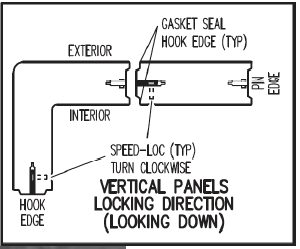 GASKET SEAL
HOOK EDGE (TYP)
EXTERIOR
PIN
EDGE
INTERIOR
SPEED-LOC (TYP)
TURN CLOCKWISE
HOOK
EDGE
VERTICAL PANELS
LOCKING DIRECTION
(LOOKING DOWN)